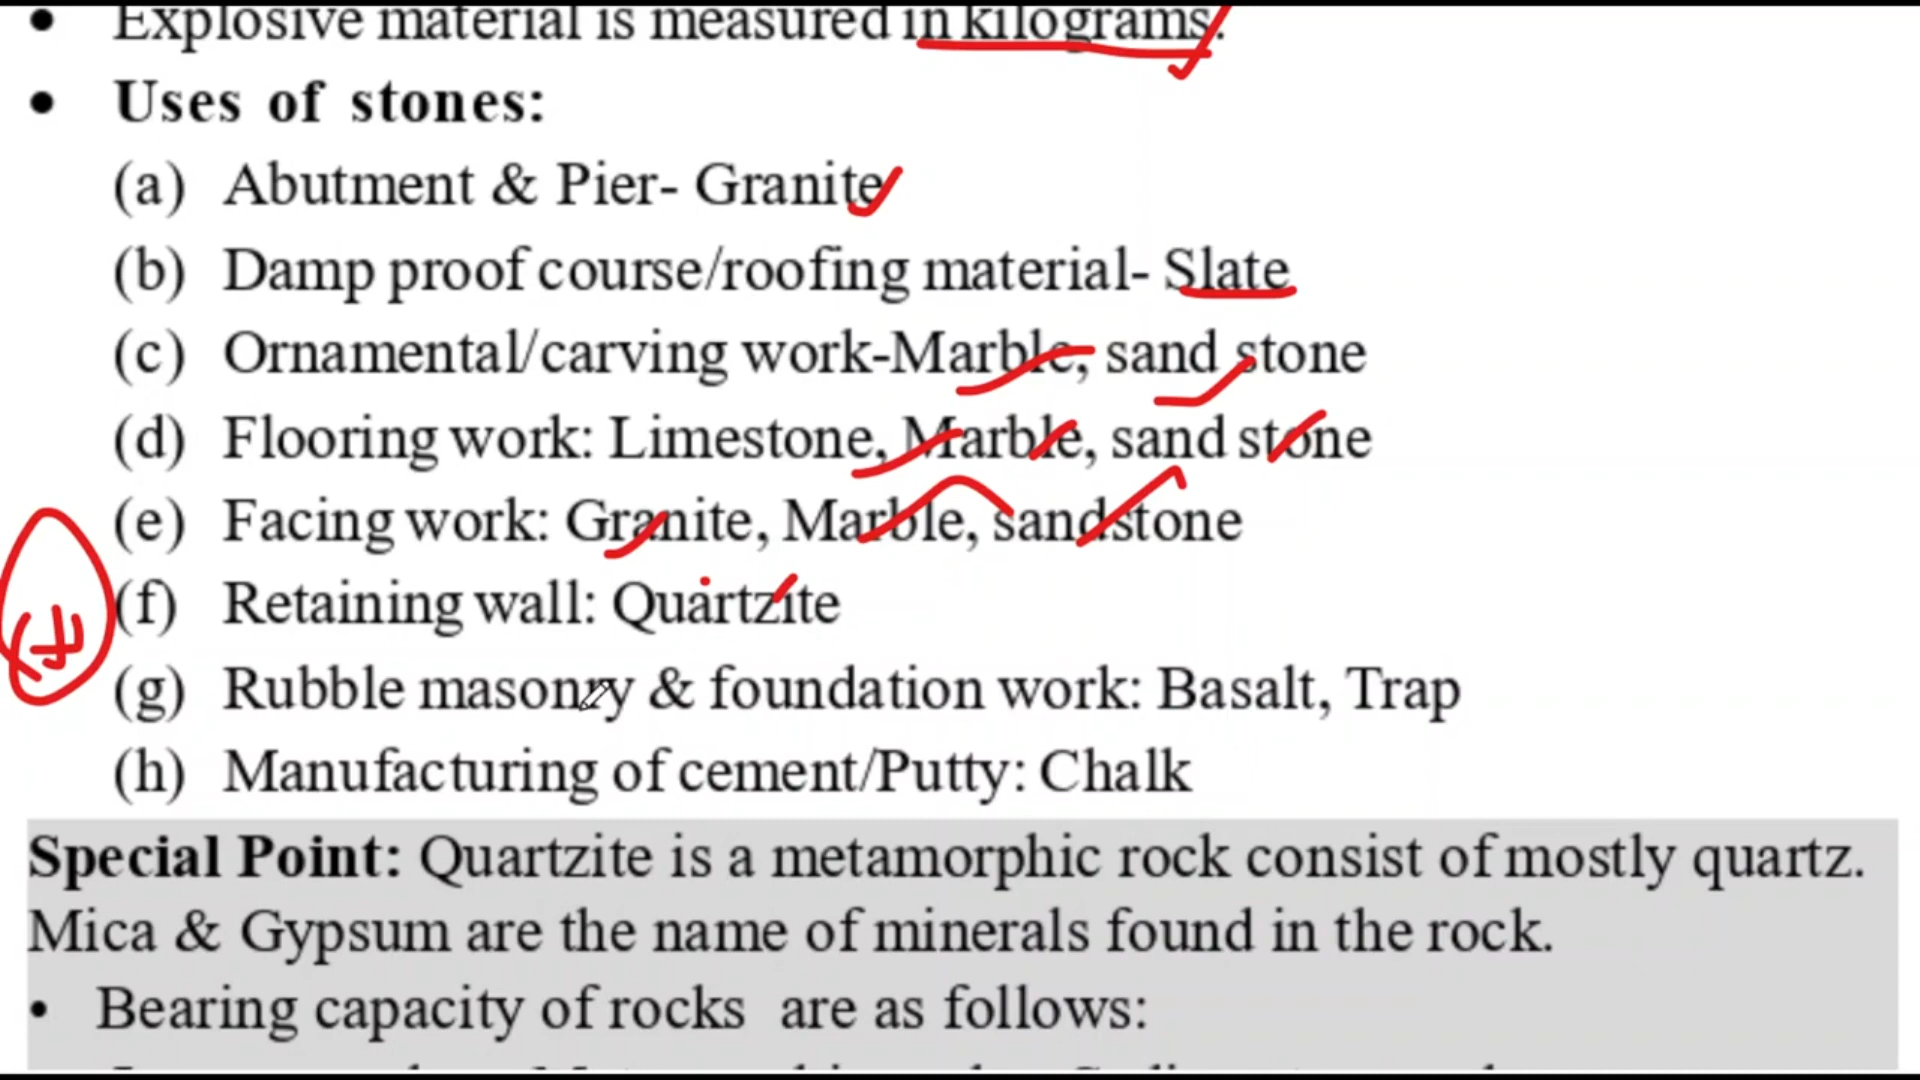 • Explosive material is measured in kilograms.
• Uses of stones:
(a) Abutment & Pier- Granite
(b) Damp proof course/roofing material- Slate
(c) Ornamental/carving work-Marble, sand stone
(d) Flooring work: Limestone, Marble, sand stone
(e) Facing work: Granite, Marble, sandstone
(f) Retaining wall: Quartzite
(g) Rubble masonry & foundation work: Basalt, Trap
(h) Manufacturing of cement/Putty: Chalk
Special Point: Quartzite is a metamorphic rock consist of mostly quartz.
Mica & Gypsum are the name of minerals found in the rock.
• Bearing capacity of rocks are as follows: